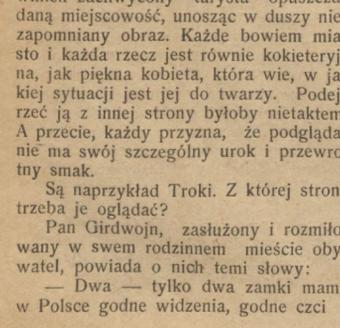 daną miejscowość, unosząc w duszy nie
zapomniany obraz. Każde bowiem mia
sto i każda rzecz jest równie kokieteryj
na, jak piękna kobieta, która wie, w ja
kiej sytuacji jest jej do twarzy. Podej
rzeć ją z innej strony byłoby nietaktem
A przecie, każdy przyzna, że podgląda
nie ma swój szczególny urok i przewro
tny smak.
Są naprzykład Troki. Z której stron
trzeba je oglądać?
Pan Girdwojn, zasłużony i rozmiło
wany w swem rodzinnem mieście oby
watel, powiada o nich temi słowy:
— Dwa — tylko dwa zamki mam
w Polsce godne widzenia, godne czci